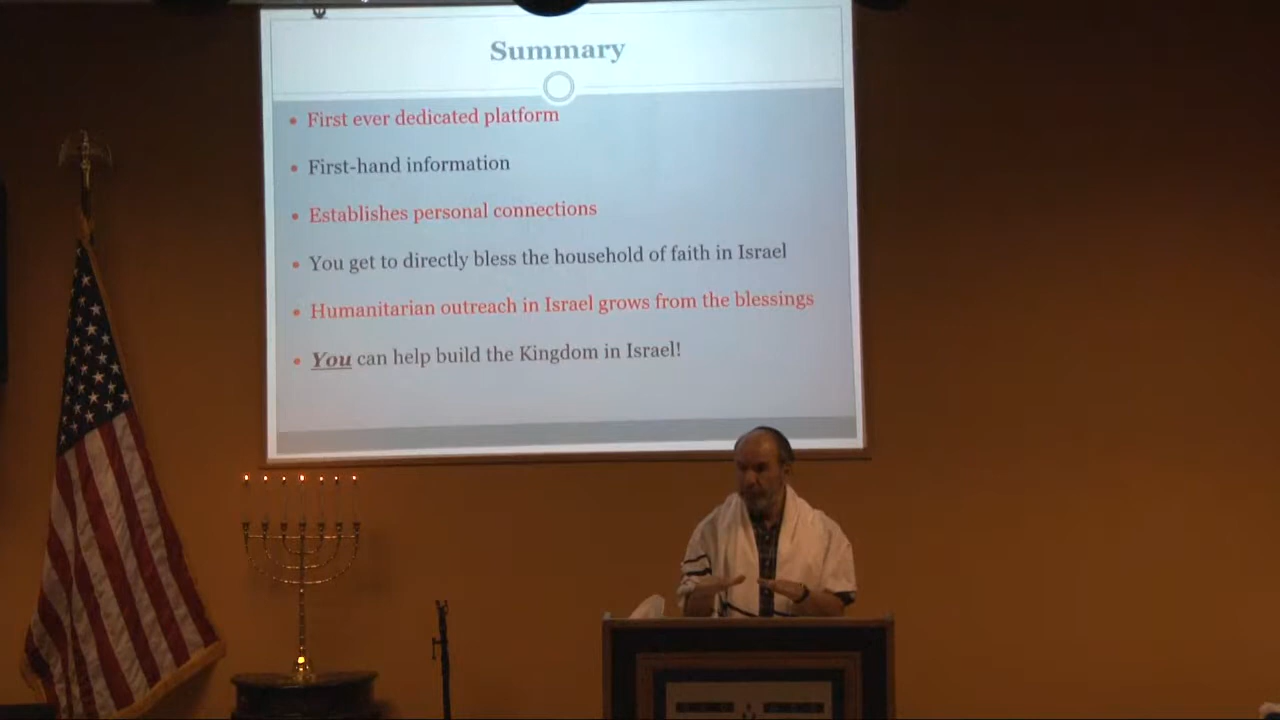 Summary
First ever dedicated platform
First-hand information
Establishes personal connections
You get to directly bless the household of faith in Israel
Humanitarian outreach in Israel grows from the blessings
You can help build the Kingdom in Israel!